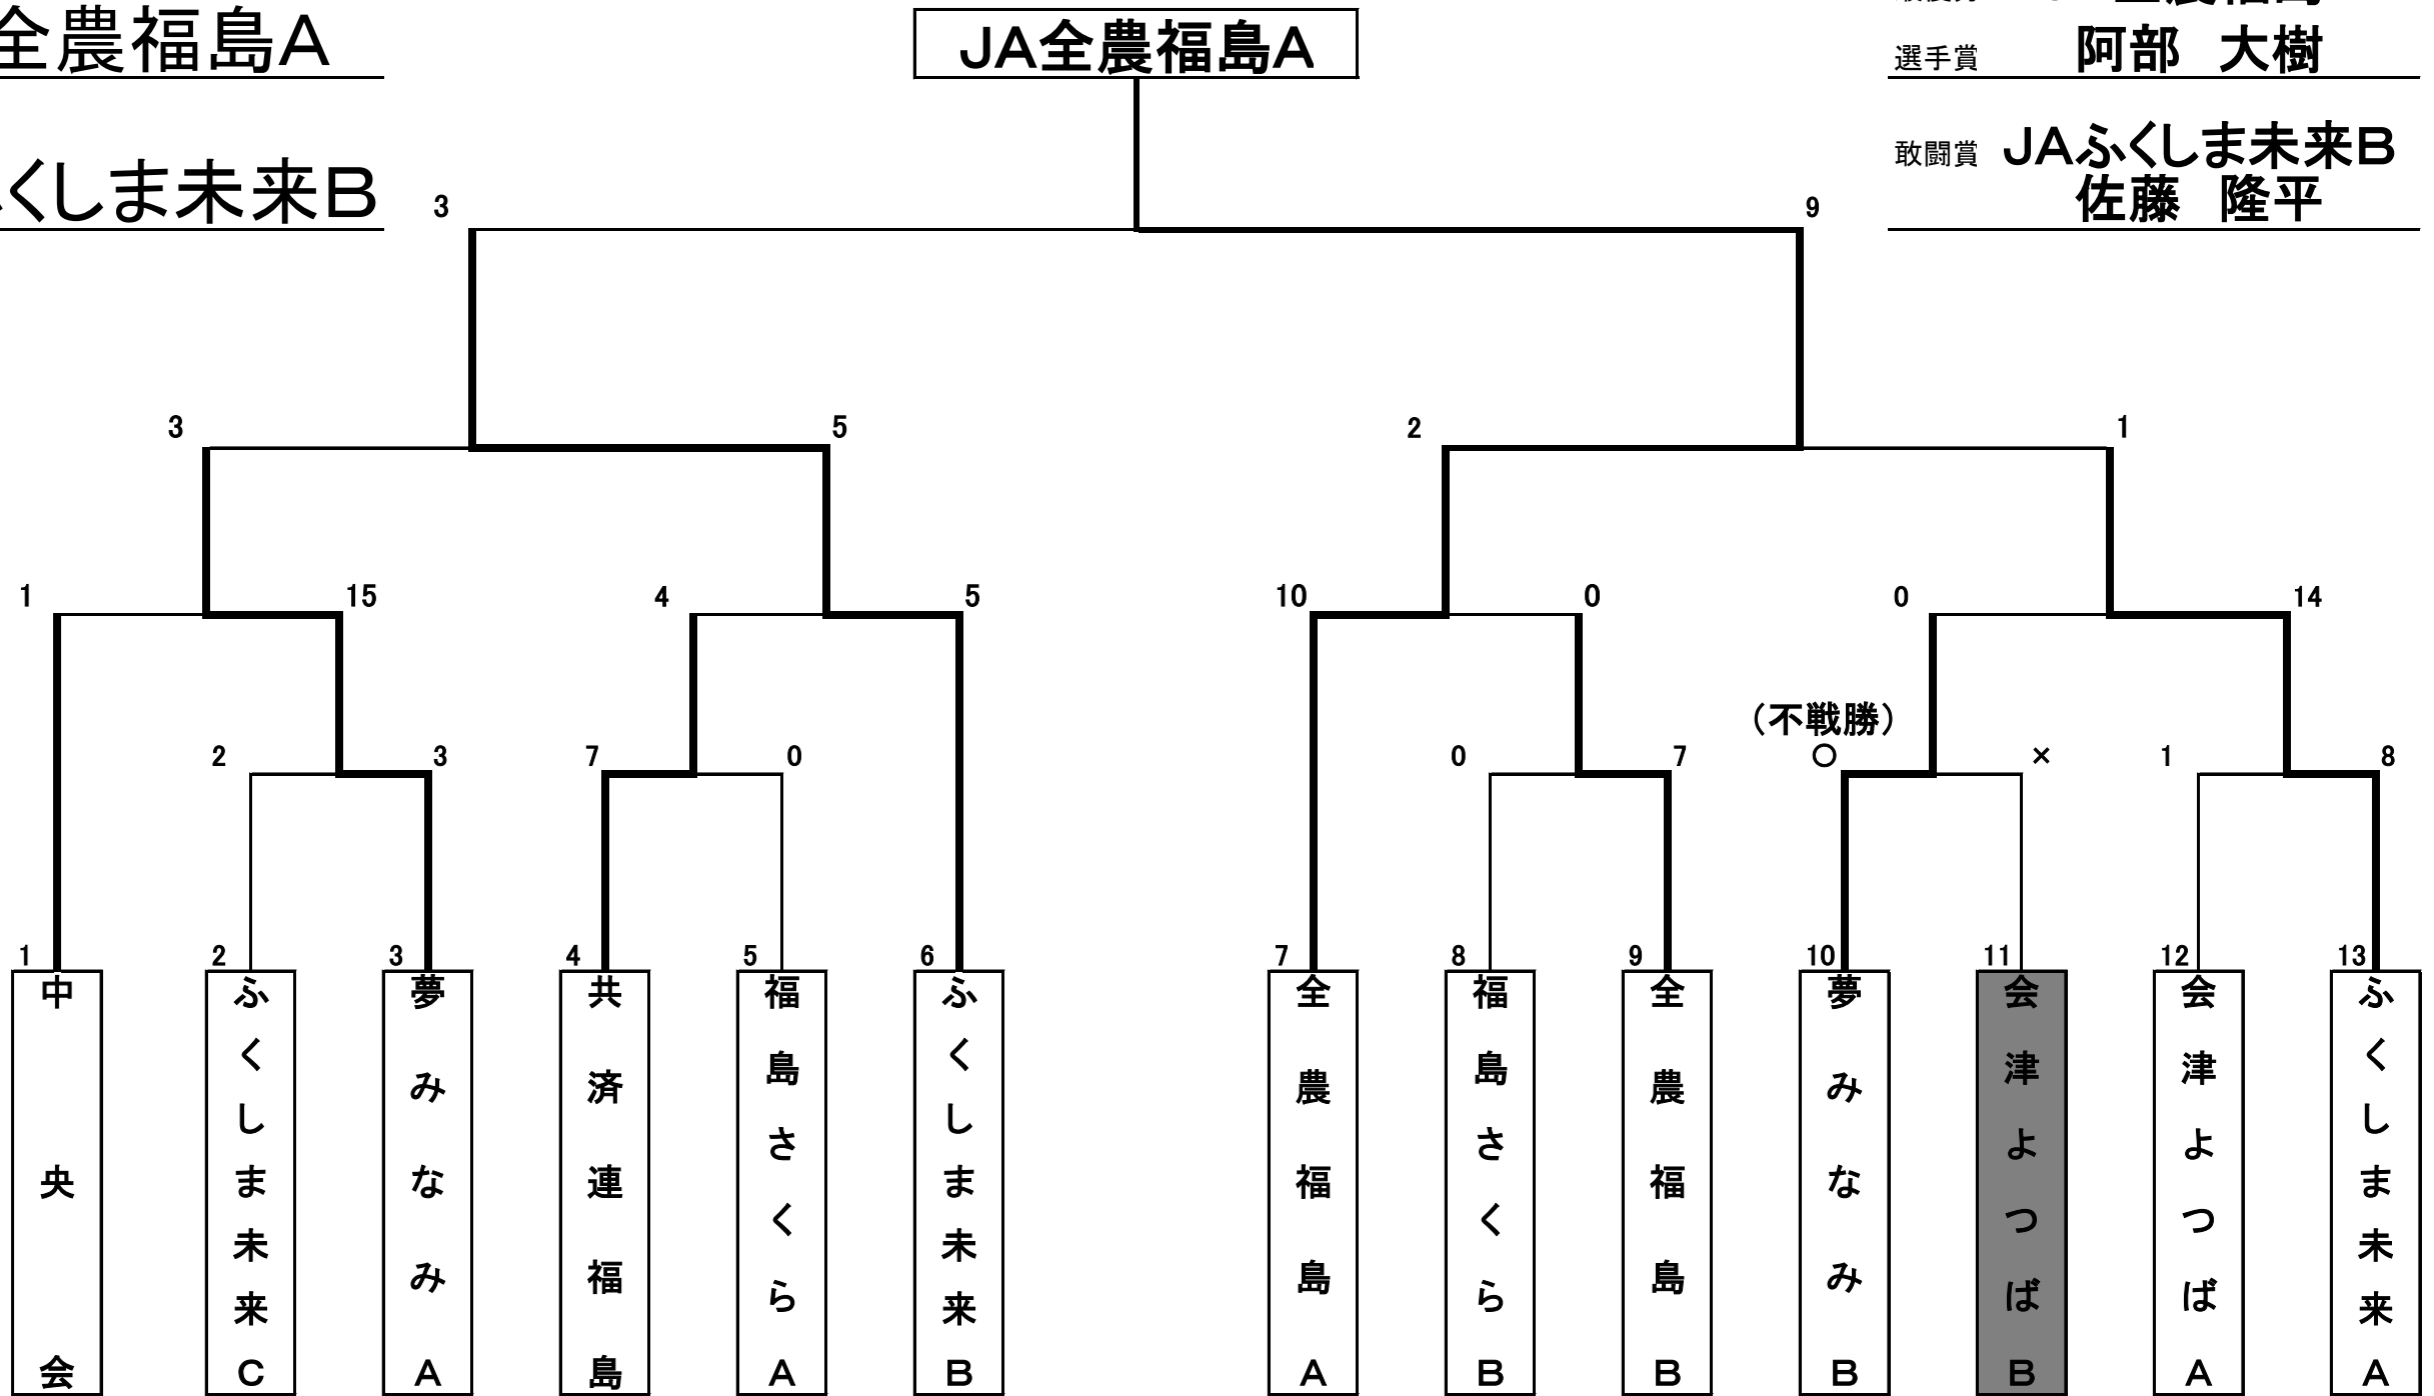 全農福島A
JA全農福島A
選手賞 阿部 大樹
敢闘賞 JAふくしま未来B
佐藤 隆平
くしま未来B
3 9
3 5 2 1
1 15 4 5 10 0 0 14
(不戦勝)
2 3 7 0 0 7 ○ × 1 8
1 2 3 4 5 6 7 8 9 10 11 12 13
中央会
ふくしま未来C
夢みなみA
共済連福島
福島さくらA
ふくしま未来B
全農福島A
福島さくらB
全農福島B
夢みなみB
会津よつばB
会津よつばA
ふくしま未来A